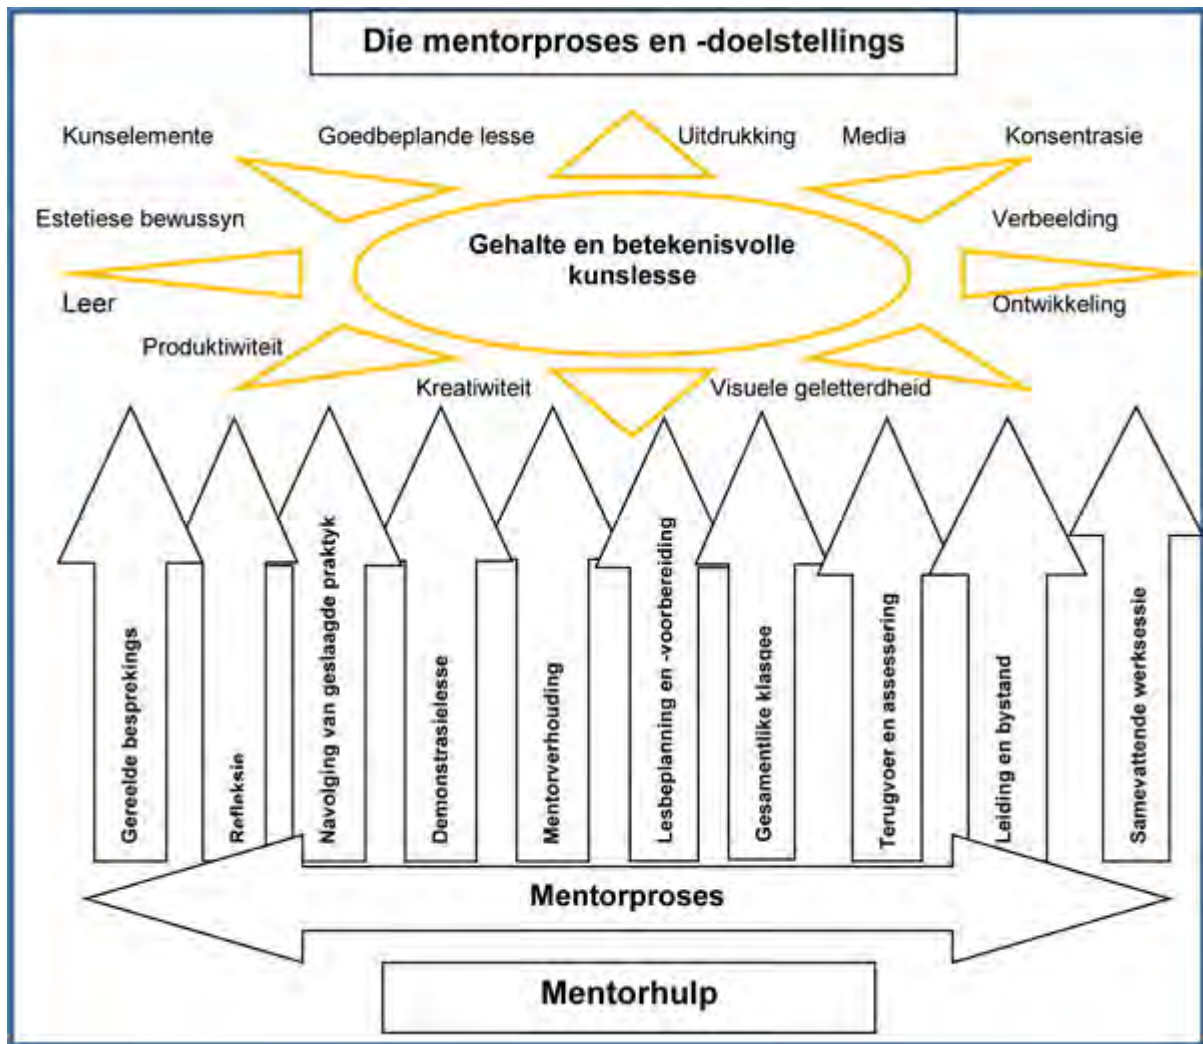 Die mentorproses en -doelstellings
Kunselemente
Goedbeplande lesse
Uitdrukking
Media
Konsentrasie
Estetiese bewussyn
Gehalte en betekenisvolle
kunslesse
Verbeelding
Leer
Ontwikkeling
Produktiwiteit
Kreatiwiteit
Visuele geletterdheid
Gereelde besprekings
Refleksie
Navolging van geslaagde praktyk
Demonstrasielesse
Mentorverhouding
Lesbeplanning en -voorbereiding
Gesamentlike klasgee
Terugvoer en assessering
Leiding en bystand
Samevattende werksessie
Mentorproses
Mentorhulp